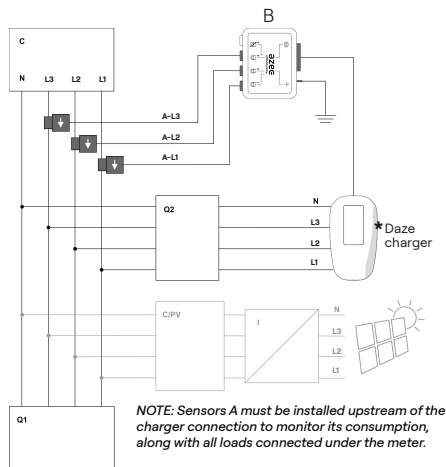 B
C
N L3 L2 L1
daze
A-L3
A-L2
A-L1
Q2
N
L3
L2
L1
* Daze
charger
C/PV
I
N
L3
L2
L1
Q1
NOTE: Sensors A must be installed upstream of the
charger connection to monitor its consumption,
along with all loads connected under the meter.